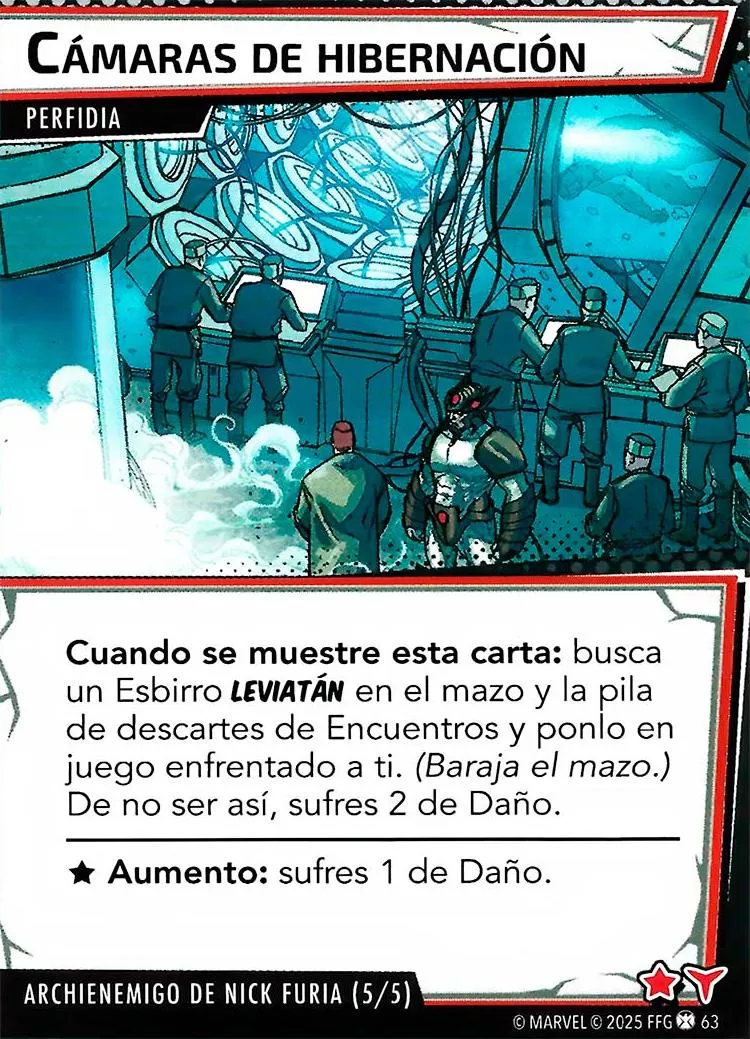 CÁMARAS DE HIBERNACIÓN
PERFIDIA
Cuando se muestre esta carta: busca
un Esbirro LEVIATÁN en el mazo y la pila
de descartes de Encuentros y ponlo en
juego enfrentado a ti. (Baraja el mazo.)
De no ser así, sufres 2 de Daño.
★ Aumento: sufres 1 de Daño.
ARCHIENEMIGO DE NICK FURIA (5/5)
© MARVEL © 2025 FFG 63